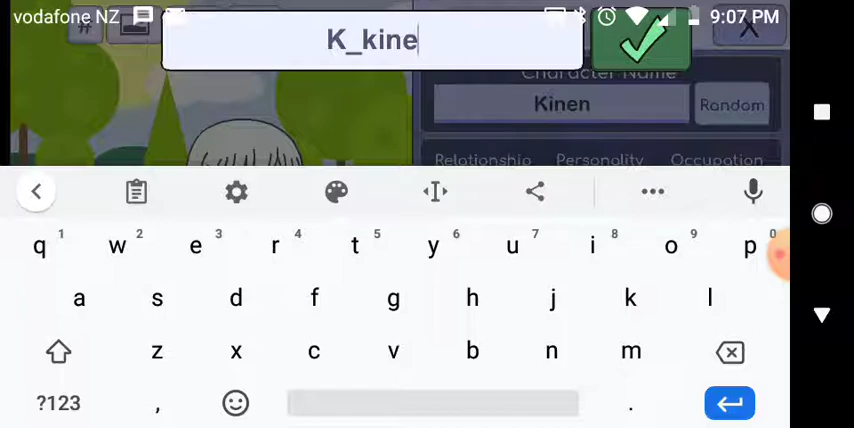 vodafone NZ 9:07 PM
K_kine
#
X
Character Name
Kinen
Random
Relationship Personality Occupation
q 1 w 2 e 3 r 4 t 5 y 6 u 7 i 8 o 9 p 0
a s d f g h j k l
z x c v b n m
?123 , .